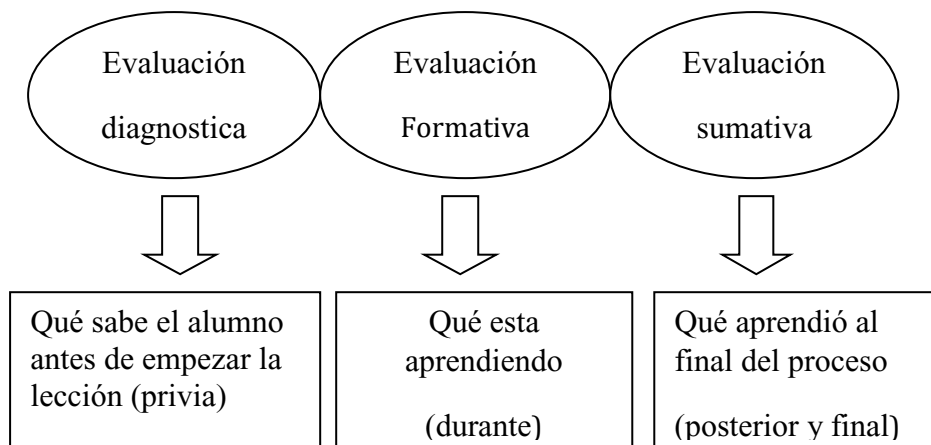 Evaluación
diagnostica
Evaluación
Formativa
Evaluación
sumativa
Qué sabe el alumno
antes de empezar la
lección (privia)
Qué esta
aprendiendo
(durante)
Qué aprendió al
final del proceso
(posterior y final)